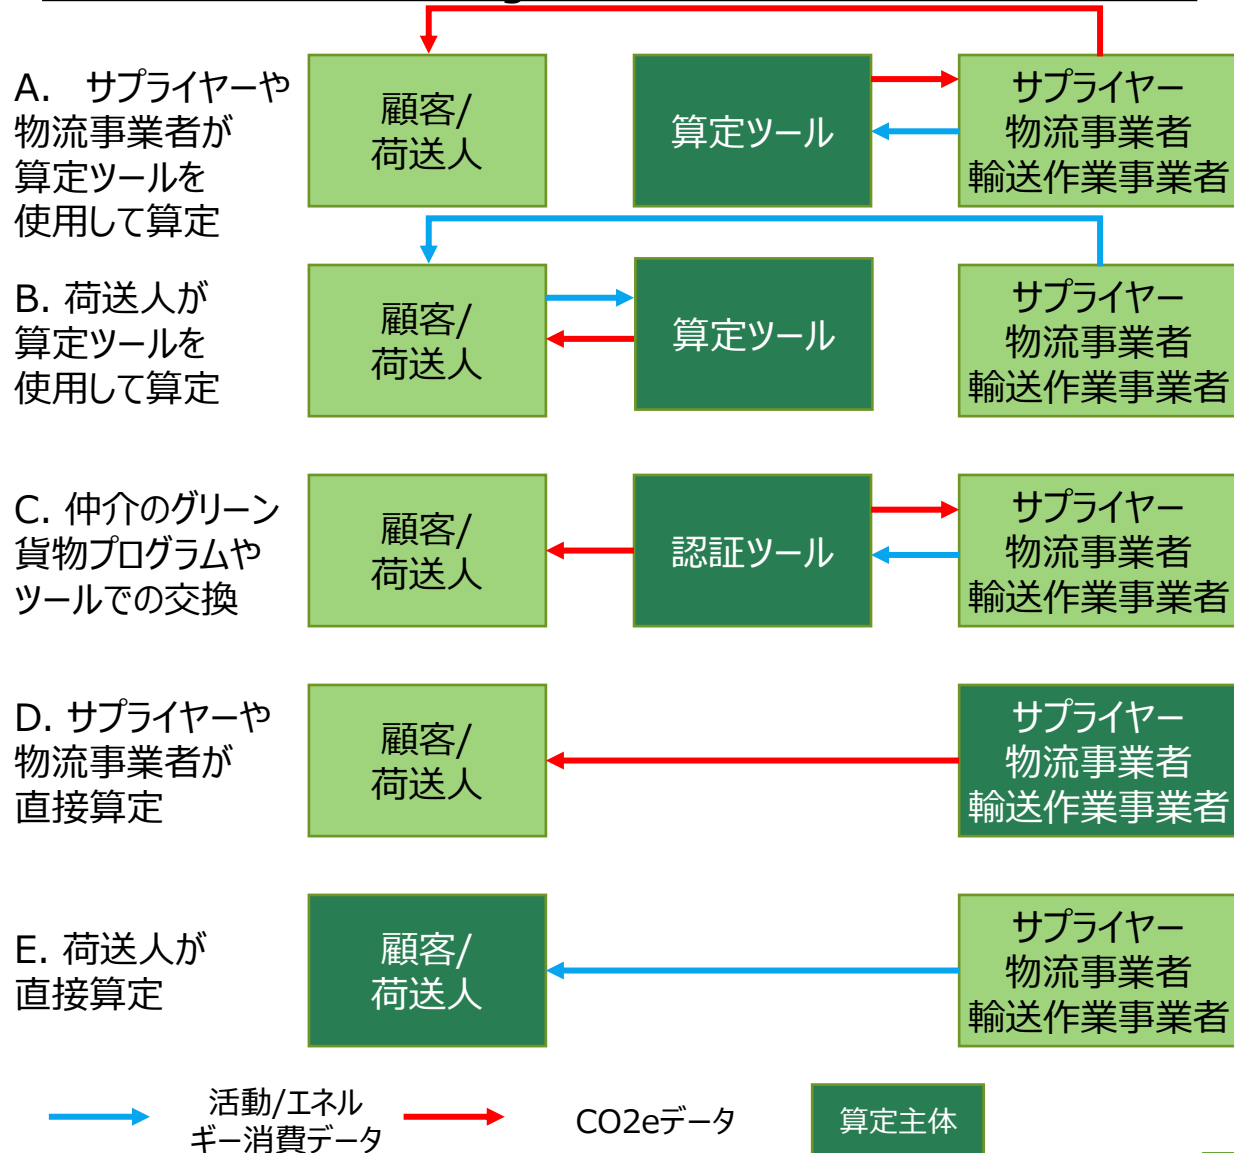 A. サプライヤーや
物流事業者が
算定ツールを
使用して算定
顧客/
荷送人
算定ツール
サプライヤー
物流事業者
輸送作業事業者
B. 荷送人が
算定ツールを
使用して算定
顧客/
荷送人
算定ツール
サプライヤー
物流事業者
輸送作業事業者
C. 仲介のグリーン
貨物プログラムや
ツールでの交換
顧客/
荷送人
認証ツール
サプライヤー
物流事業者
輸送作業事業者
D. サプライヤーや
物流事業者が
直接算定
顧客/
荷送人
サプライヤー
物流事業者
輸送作業事業者
E. 荷送人が
直接算定
顧客/
荷送人
サプライヤー
物流事業者
輸送作業事業者
活動/エネル
ギー消費データ
CO2eデータ
算定主体